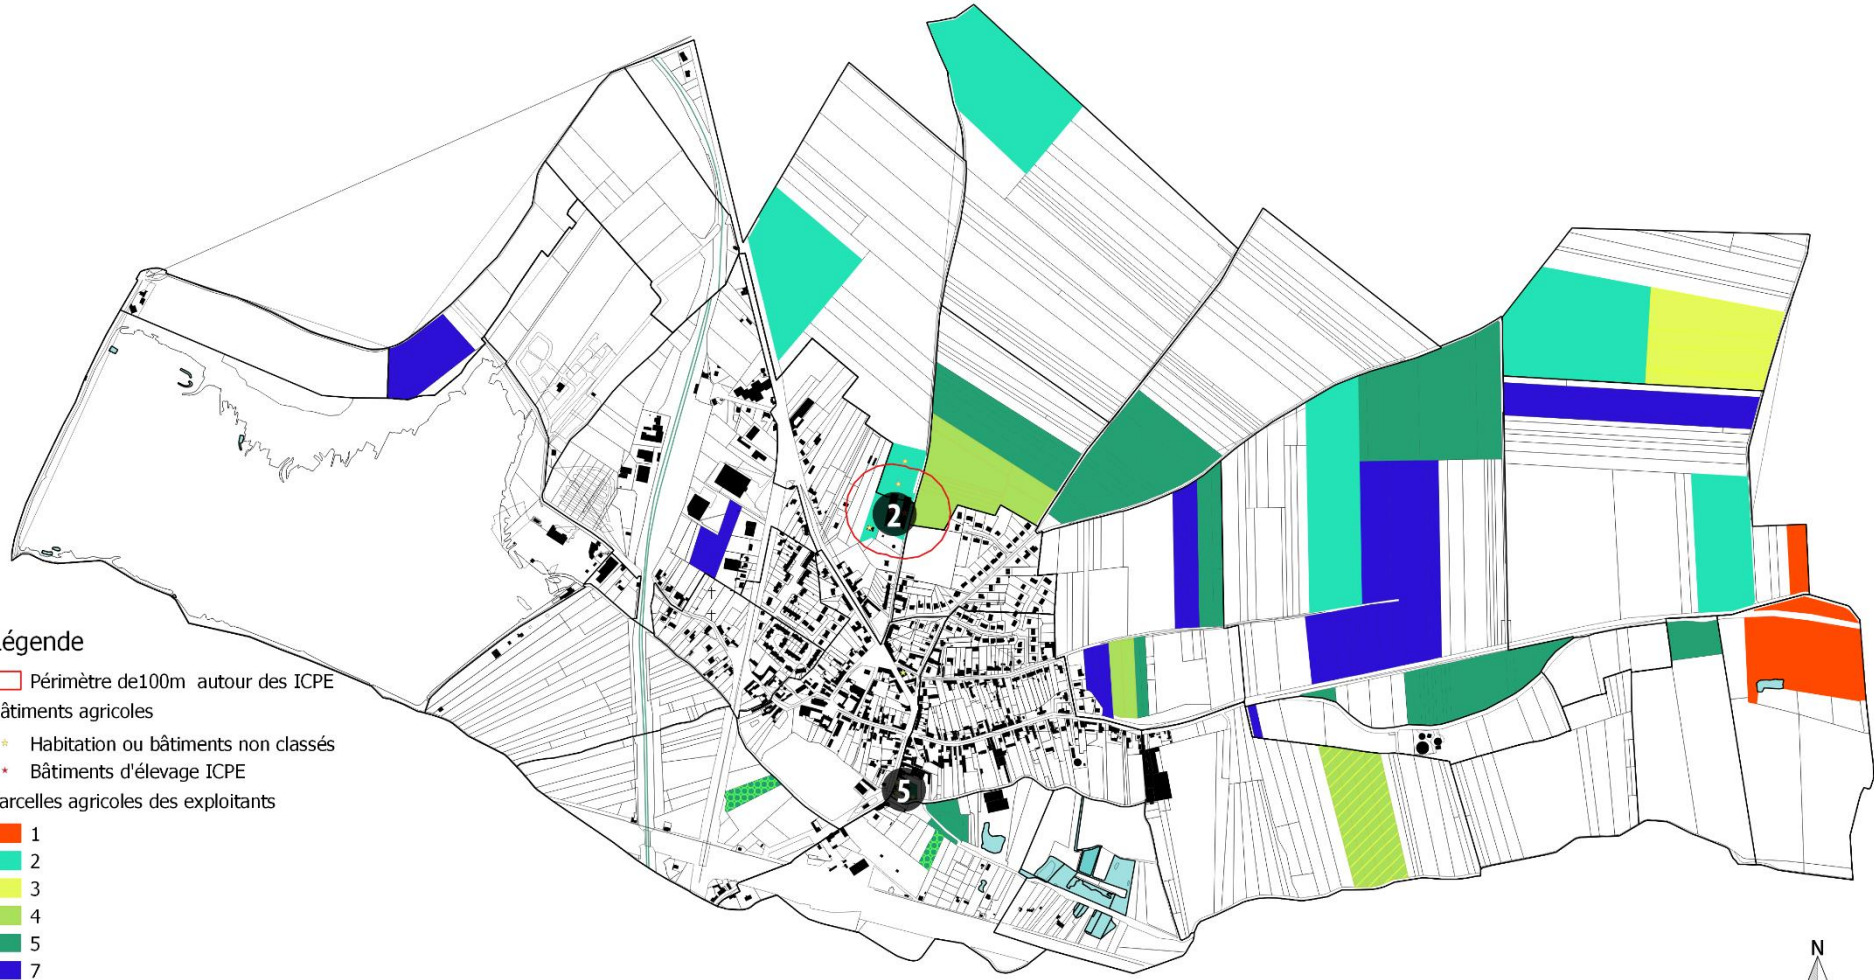 2
5
égende
Périmètre de100m autour des ICPE
âtiments agricoles
Habitation ou bâtiments non classés
Bâtiments d'élevage ICPE
arcelles agricoles des exploitants
1
2
3
4
5
7
N